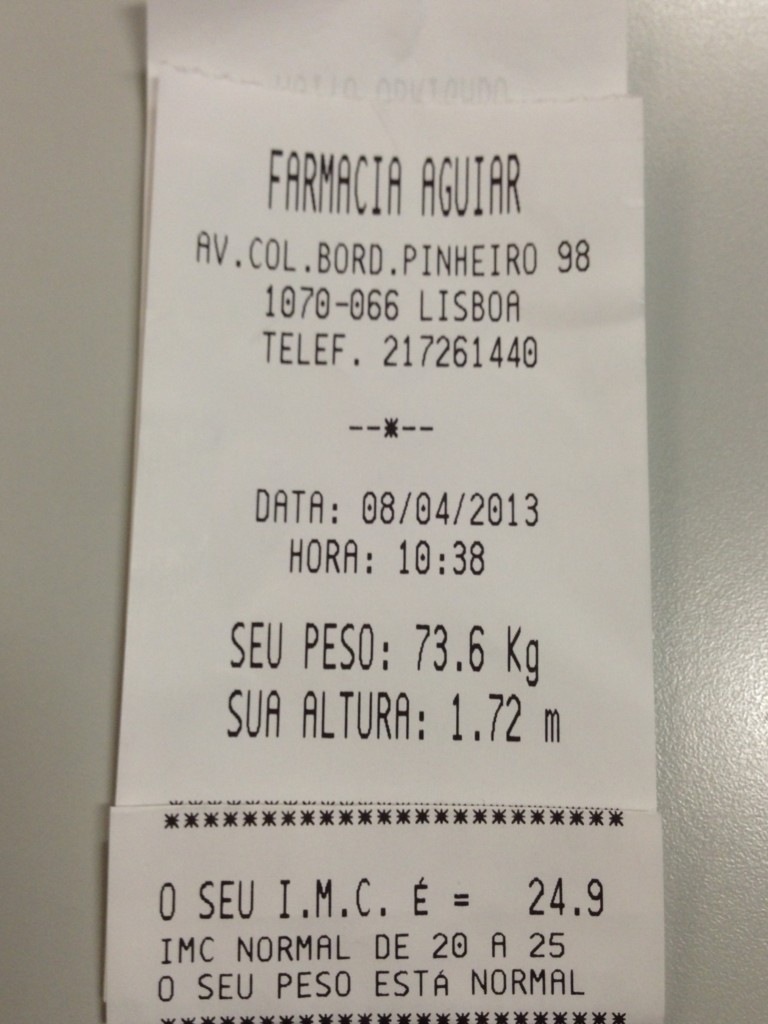 FARMACIA AGUIAR
AV.COL.BORD.PINHEIRO 98
1070-066 LISBOA
TELEF. 217261440
--*--
DATA: 08/04/2013
HORA: 10:38
SEU PESO: 73.6 Kg
SUA ALTURA: 1.72 m
************************
O SEU I.M.C. É = 24.9
IMC NORMAL DE 20 A 25
O SEU PESO ESTÁ NORMAL
************************